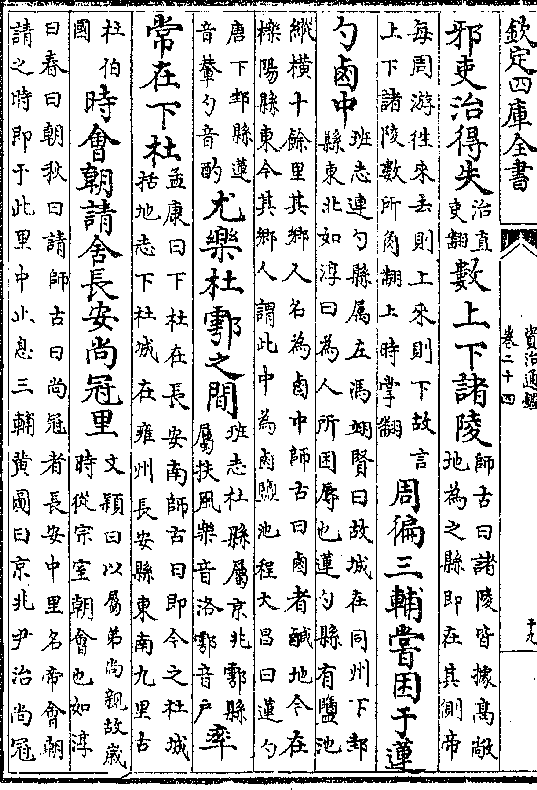 欽定四庫全書
資治通鑑
卷二十四
十九
邪吏治得失治直
吏翻數上下諸陵師古曰諸陵皆據髙敞
地為之縣即在其側帝
每周游往來去則上來則下故言
上下諸陵數所角翻上時掌翻周徧三輔嘗困于蓮
勺鹵中班志連勺縣屬左馮翊賢曰故城在同州下邽
縣東北如淳曰為人所困辱也蓮勺縣有鹽池
縱横十餘里其鄉人名為鹵中師古曰鹵者鹹地今在
櫟陽縣東今其鄉人謂此中為鹵鹽池程大昌曰蓮勺
唐下邽縣蓮
音輦勺音酌尤樂杜鄠之間班志杜縣屬京兆鄠縣
屬扶風樂音洛鄠音户率
常在下杜孟康曰下杜在長安南師古曰即今之杜城
括地志下杜城在雍州長安縣東南九里古
杜伯
國時會朝請舍長安尚冠里文穎曰以屬弟尚親故歳
時從宗室朝會也如淳
曰春曰朝秋曰請師古曰尚冠者長安中里名帝會朝
請之時即于此里中止息三輔黄圖曰京兆尹治尚冠